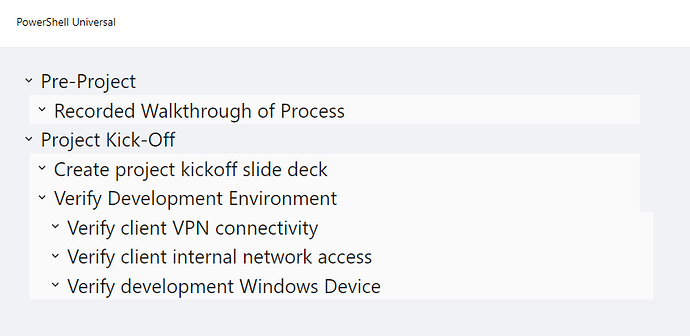 PowerShell Universal
Pre-Project
Recorded Walkthrough of Process
Project Kick-Off
Create project kickoff slide deck
Verify Development Environment
Verify client VPN connectivity
Verify client internal network access
Verify development Windows Device